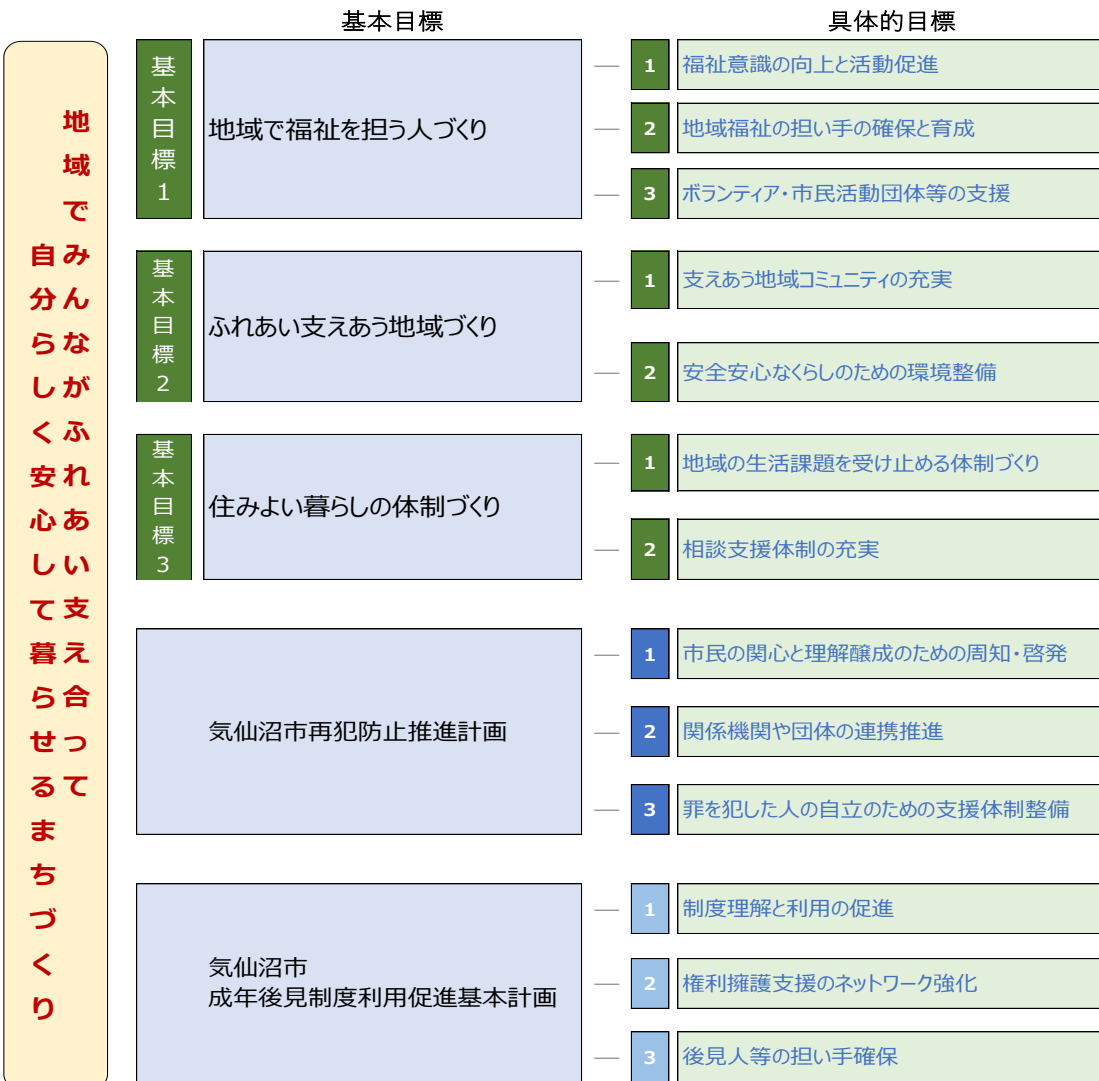 基本目標
具体的目標
地域でみんながふれあい支え合って
自分らしく安心して暮らせるまちづくり
基本目標1
地域で福祉を担う人づくり
1 福祉意識の向上と活動促進
2 地域福祉の担い手の確保と育成
3 ボランティア・市民活動団体等の支援
基本目標2
ふれあい支えあう地域づくり
1 支えあう地域コミュニティの充実
2 安全安心なくらしのための環境整備
基本目標3
住みよい暮らしの体制づくり
1 地域の生活課題を受け止める体制づくり
2 相談支援体制の充実
気仙沼市再犯防止推進計画
1 市民の関心と理解醸成のための周知・啓発
2 関係機関や団体の連携推進
3 罪を犯した人の自立のための支援体制整備
気仙沼市
成年後見制度利用促進基本計画
1 制度理解と利用の促進
2 権利擁護支援のネットワーク強化
3 後見人等の担い手確保